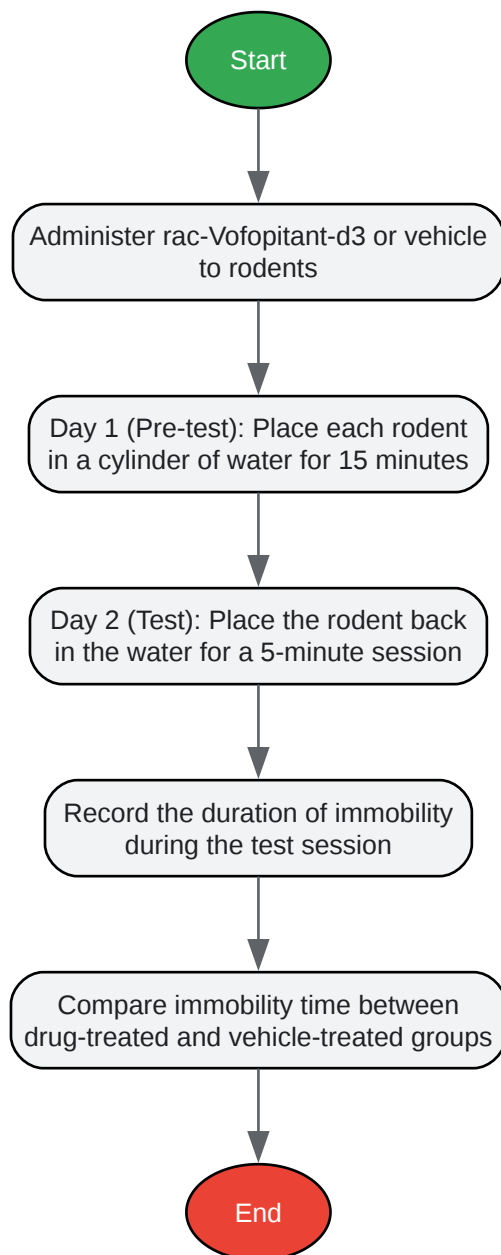 Start
Administer rac-Vofopitant-d3 or vehicle
to rodents
Day 1 (Pre-test): Place each rodent
in a cylinder of water for 15 minutes
Day 2 (Test): Place the rodent back
in the water for a 5-minute session
Record the duration of immobility
during the test session
Compare immobility time between
drug-treated and vehicle-treated groups
End